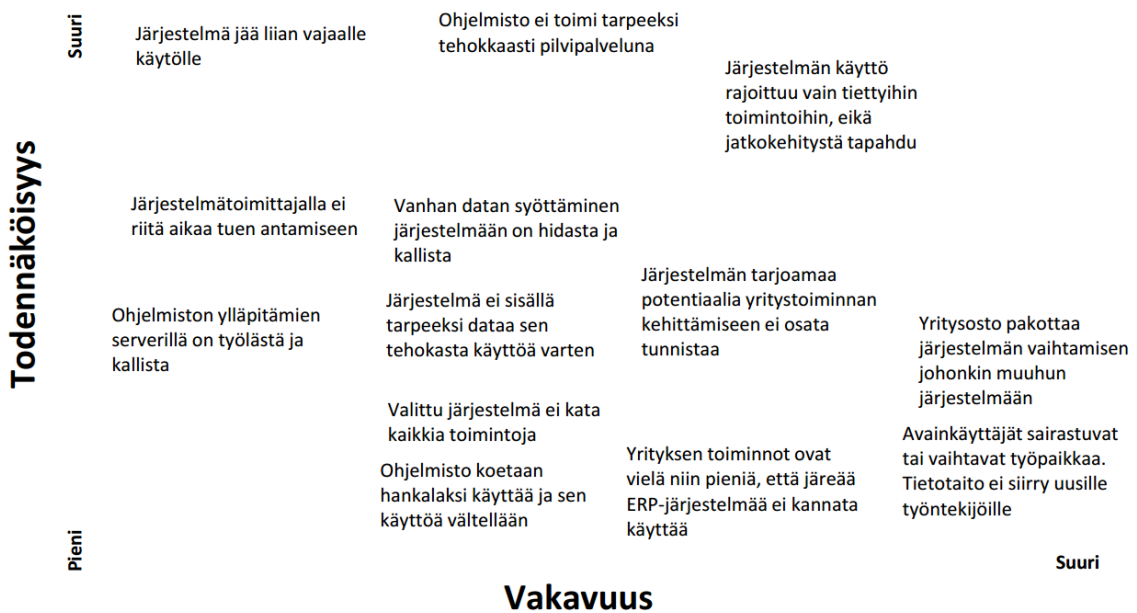 Suuri
Todennäköisyys
Pieni
Järjestelmä jää liian vajaalle
käytölle
Ohjelmisto ei toimi tarpeeksi
tehokkaasti pilvipalveluna
Järjestelmän käyttö
rajoittuu vain tiettyihin
toimintoihin, eikä
jatkokehitystä tapahdu
Järjestelmätoimittajalla ei
riitä aikaa tuen antamiseen
Vanhan datan syöttäminen
järjestelmään on hidasta ja
kallista
Ohjelmiston ylläpitämien
serverillä on työlästä ja
kallista
Järjestelmä ei sisällä
tarpeeksi dataa sen
tehokasta käyttöä varten
Järjestelmän tarjoamaa
potentiaalia yritystoiminnan
kehittämiseen ei osata
tunnistaa
Yritysosto pakottaa
järjestelmän vaihtamisen
johonkin muuhun
järjestelmään
Valittu järjestelmä ei kata
kaikkia toimintoja
Ohjelmisto koetaan
hankalaksi käyttää ja sen
käyttöä vältellään
Yrityksen toiminnot ovat
vielä niin pieniä, että järeää
ERP-järjestelmää ei kannata
käyttää
Avainkäyttäjät sairastuvat
tai vaihtavat työpaikkaa.
Tietotaito ei siirry uusille
työntekijöille
Suuri
Vakavuus